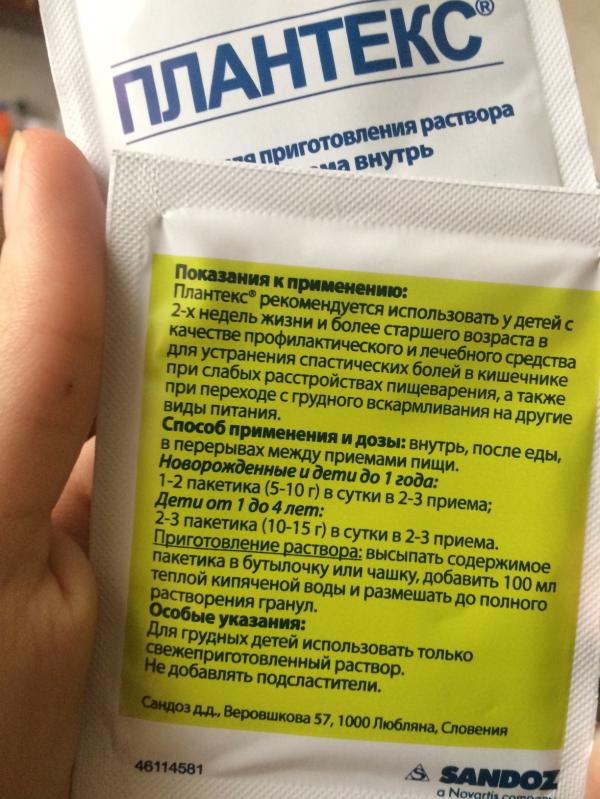 ПЛАНТЕКС®
приготовления раствора
внутрь
Показания к применению:
Плантекс® рекомендуется использовать у детей с
2-х недель жизни и более старшего возраста в
качестве профилактического и лечебного средства
для устранения спастических болей в кишечнике
при слабых расстройствах пищеварения, а также
при переходе с грудного вскармливания на другие
виды питания.
Способ применения и дозы: внутрь, после еды,
в перерывах между приемами пищи.
Новорожденные и дети до 1 года:
1-2 пакетика (5-10 г) в сутки в 2-3 приема;
Дети от 1 до 4 лет:
2-3 пакетика (10-15 г) в сутки в 2-3 приема.
Приготовление раствора: высыпать содержимое
пакетика в бутылочку или чашку, добавить 100 мл
теплой кипяченой воды и размешать до полного
растворения гранул.
Особые указания:
Для грудных детей использовать только
свежеприготовленный раствор.
Не добавлять подсластители.
Сандоз д.д., Веровшкова 57, 1000 Любляна, Словения
46114581
SANDOZ
a Novartis company